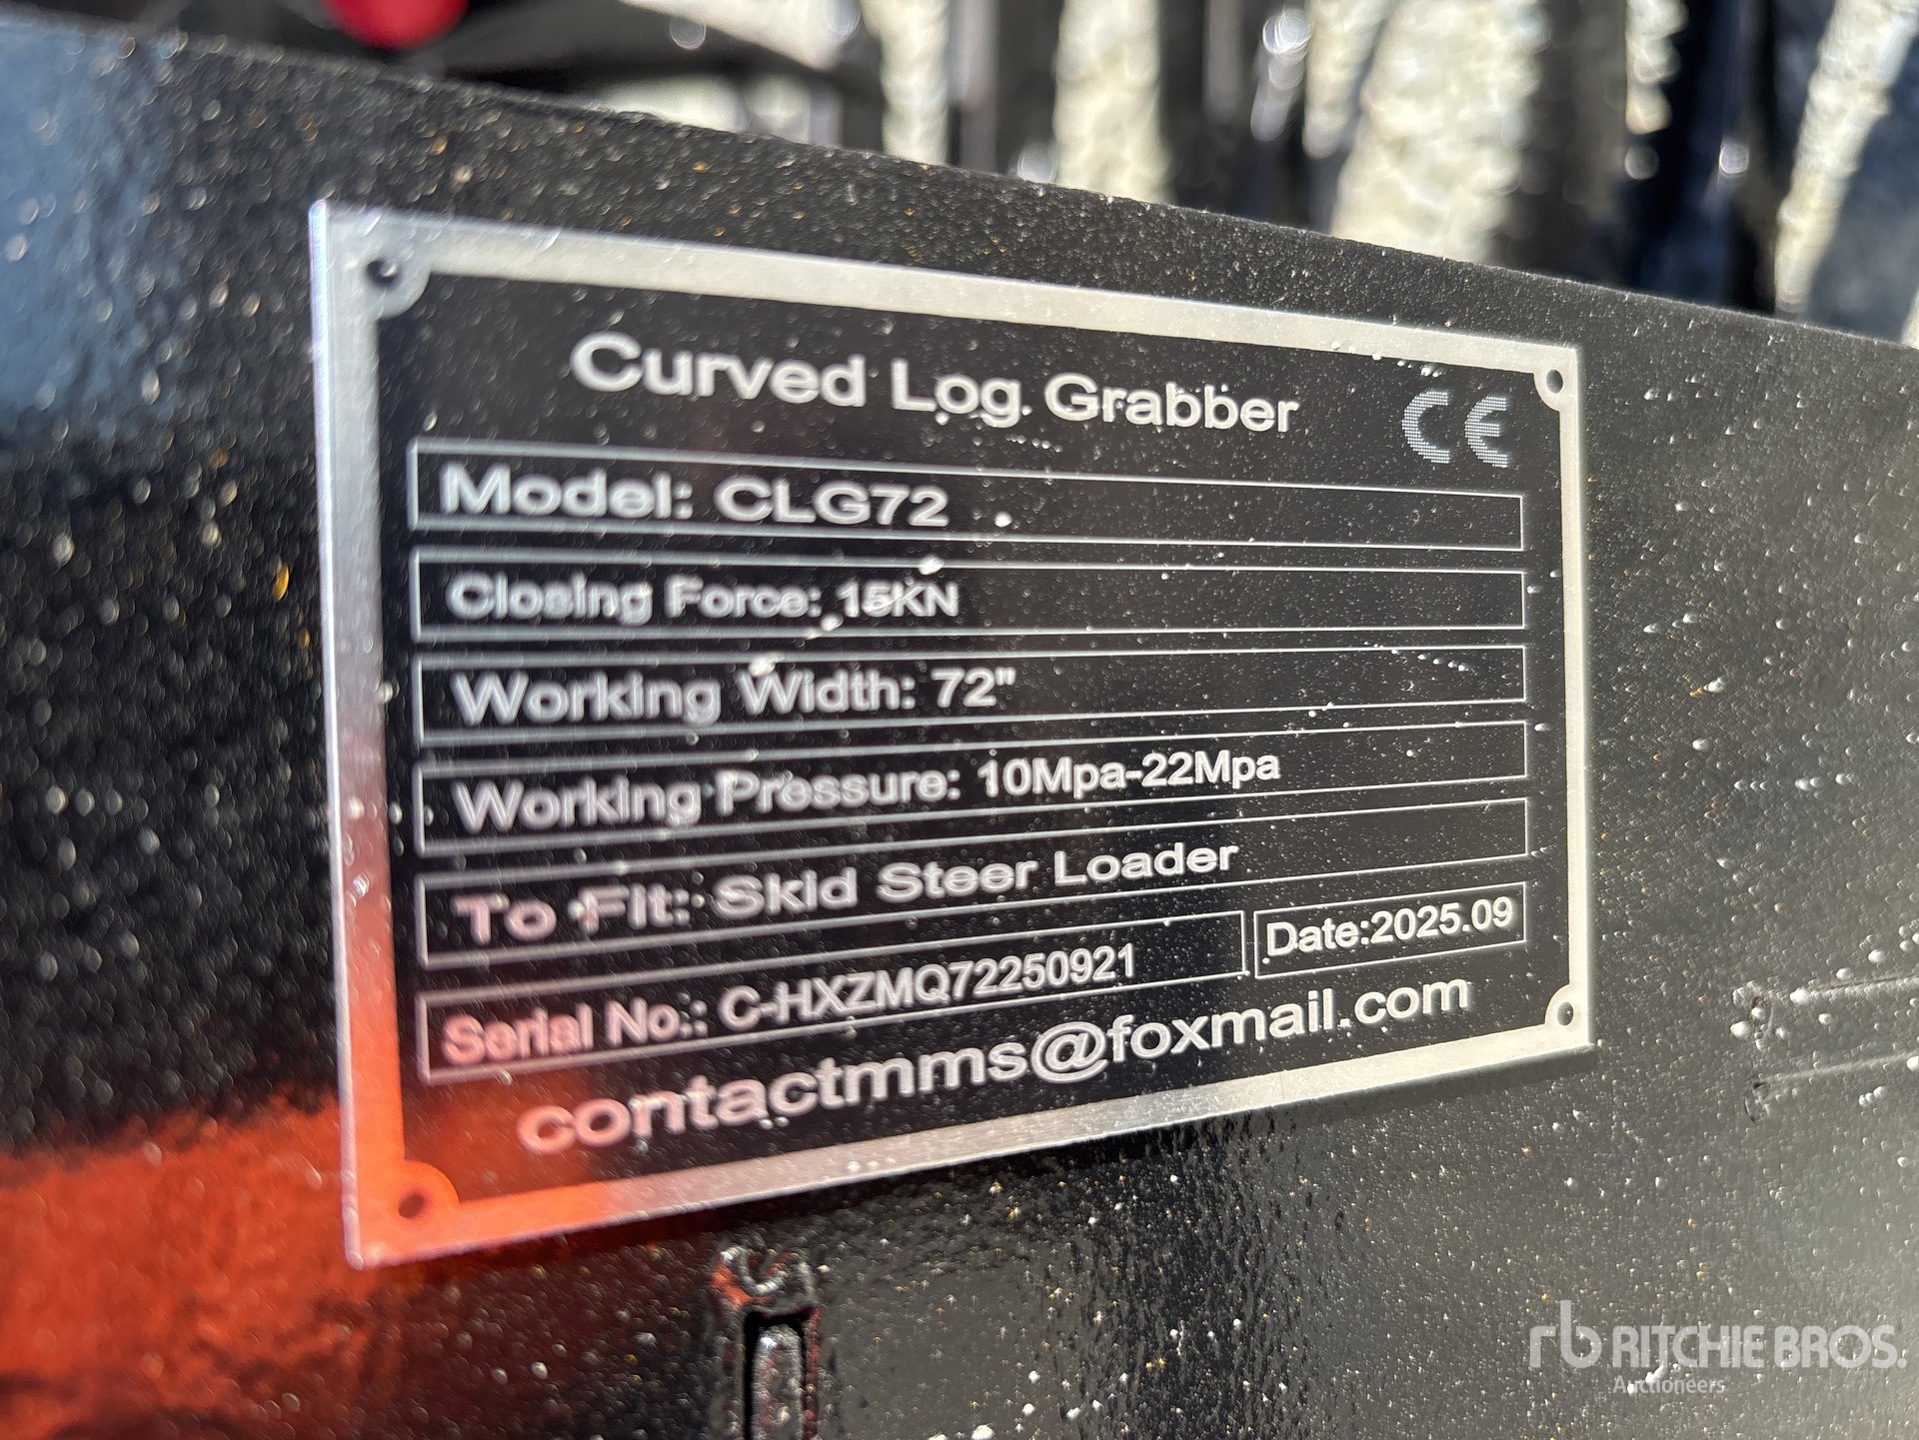 Curved Log Grabber
CE
Model: CLG72
Closing Force: 15KN
Working Width: 72"
Working Pressure: 10Mpa-22Mpa
To Fit: Skid Steer Loader
Serial No.: C-HXZMQ72250921
Date:2025.09
contactmms@foxmail.com
rb RITCHIE BROS.
Auctioneers